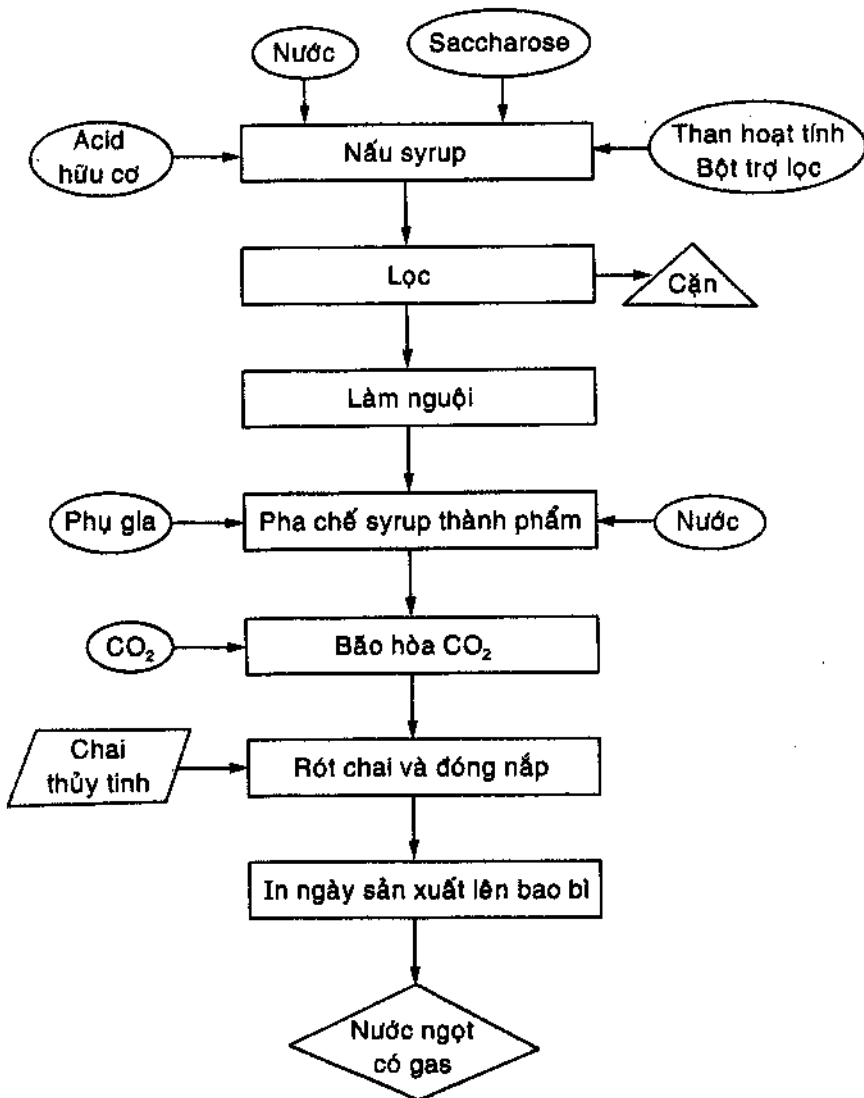 Nước
Saccharose
Acid
hữu cơ
Nấu syrup
Than hoạt tính
Bột trợ lọc
Lọc
Cặn
Làm nguội
Phụ gia
Pha chế syrup thành phẩm
Nước
CO₂
Bão hòa CO₂
Chai
thủy tinh
Rót chai và đóng nắp
In ngày sản xuất lên bao bì
Nước ngọt
có gas